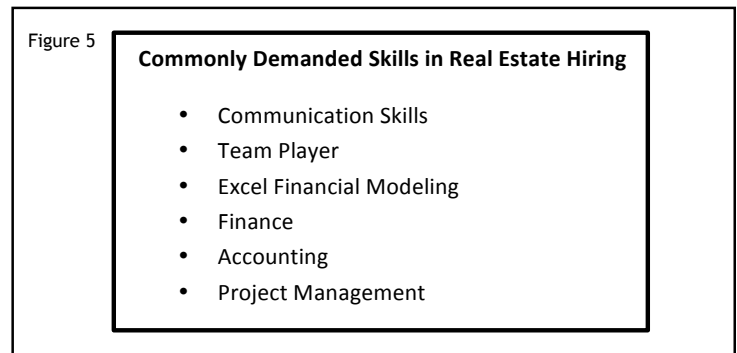 Figure 5
Commonly Demanded Skills in Real Estate Hiring
• Communication Skills
• Team Player
• Excel Financial Modeling
• Finance
• Accounting
• Project Management